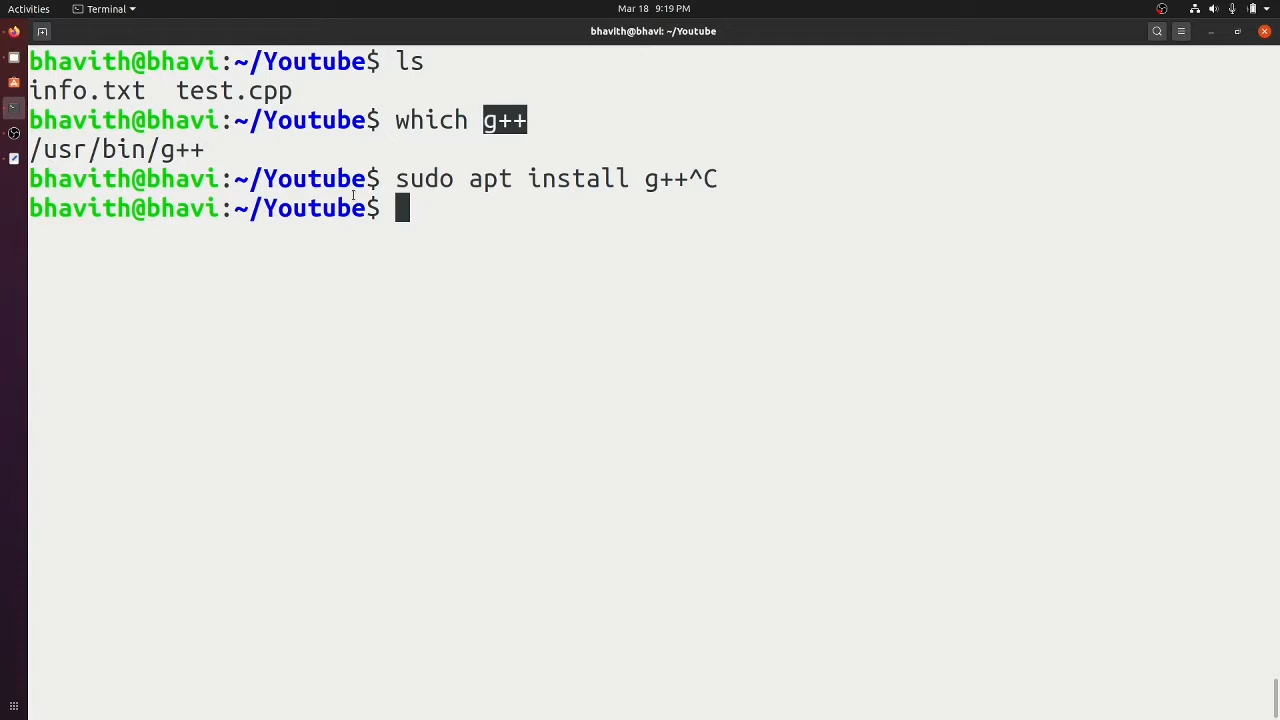 Activities Terminal Mar 18 9:19 PM
bhavith@bhavi: ~/Youtube
bhavith@bhavi:~/Youtube$ ls
info.txt test.cpp
bhavith@bhavi:~/Youtube$ which g++
/usr/bin/g++
bhavith@bhavi:~/Youtube$ sudo apt install g++^C
bhavith@bhavi:~/Youtube$